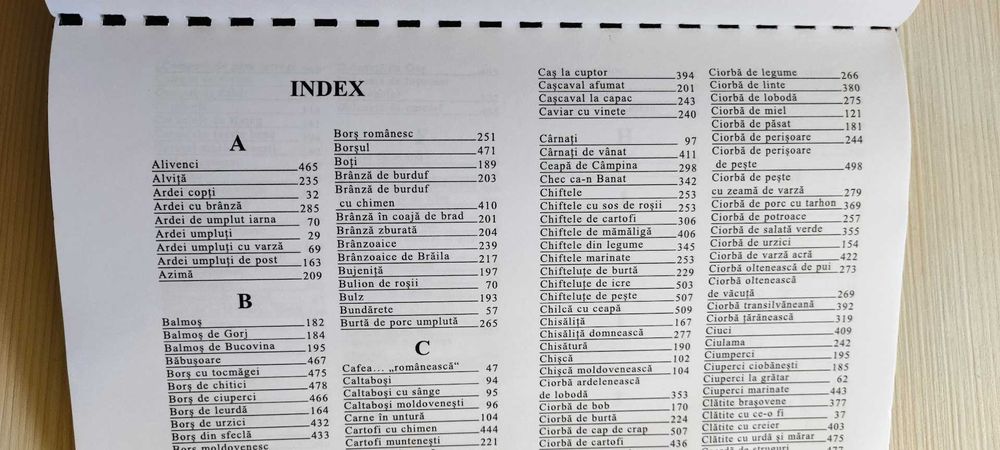 INDEX
A
Alivenci 465
Alviță 235
Ardei copți 32
Ardei cu brânză 285
Ardei de umplut iarna 70
Ardei umpluți 29
Ardei umpluți cu varză 69
Ardei umpluți de post 163
Azimă 209
B
Balmoș 182
Balmoș de Gorj 184
Balmoș de Bucovina 195
Băbușoare 467
Borș cu tocmăgei 475
Borș de chitici 478
Borș de ciuperci 466
Borș de leurdă 164
Borș de urzici 432
Borș din sfeclă 433
Borș moldovenesc
Borș românesc 251
Borșul 471
Boți 189
Brânză de burduf 203
Brânză de burduf
cu chimen 410
Brânză în coajă de brad 201
Brânză zburată 204
Brânzoaice 239
Brânzoaice de Brăila 217
Bujeniță 197
Bulion de roșii 70
Bulz 193
Bundărete 57
Burtă de porc umplută 265
C
Cafea... „românească” 47
Caltaboși 94
Caltaboși cu sânge 95
Caltaboși moldovenești 96
Carne în untură 104
Cartofi cu chimen 444
Cartofi muntenești 221
Caș la cuptor 394
Cașcaval afumat 201
Cașcaval la capac 243
Caviar cu vinete 240
Cârnați 97
Cârnați de vânat 411
Ceapă de Câmpina 298
Chec ca-n Banat 342
Chiftele 253
Chiftele cu sos de roșii 253
Chiftele de cartofi 306
Chiftele de mămăligă 406
Chiftele din legume 345
Chiftele marinate 253
Chifteluțe de burtă 229
Chifteluțe de icre 503
Chifteluțe de pește 507
Chilcă cu ceapă 509
Chisăliță 167
Chisăliță domnească 277
Chisătură 190
Chișcă 102
Chișcă moldovenească 104
Ciorbă ardelenească
de lobodă 353
Ciorbă de bob 170
Ciorbă de burtă 224
Ciorbă de cap de crap 507
Ciorbă de cartofi 436
Ciorbă de legume 266
Ciorbă de linte 380
Ciorbă de lobodă 275
Ciorbă de miel 121
Ciorbă de păsat 181
Ciorbă de perișoare 244
Ciorbă de perișoare
de pește 498
Ciorbă de pește
cu zeamă de varză 279
Ciorbă de porc cu tarhon 369
Ciorbă de potroace 257
Ciorbă de salată verde 355
Ciorbă de urzici 154
Ciorbă de varză acră 422
Ciorbă oltenească de pui 273
Ciorbă oltenească
de văcuță 269
Ciorbă transilvăneană 392
Ciorbă țărănească 319
Ciuci 409
Ciulama 242
Ciumperci 195
Ciuperci ciobănești 185
Ciuperci la grătar 62
Ciuperci marinate 443
Clătite brașovene 377
Clătite cu ce-o fi 37
Clătite cu creier 403
Clătite cu urdă și mărar 475